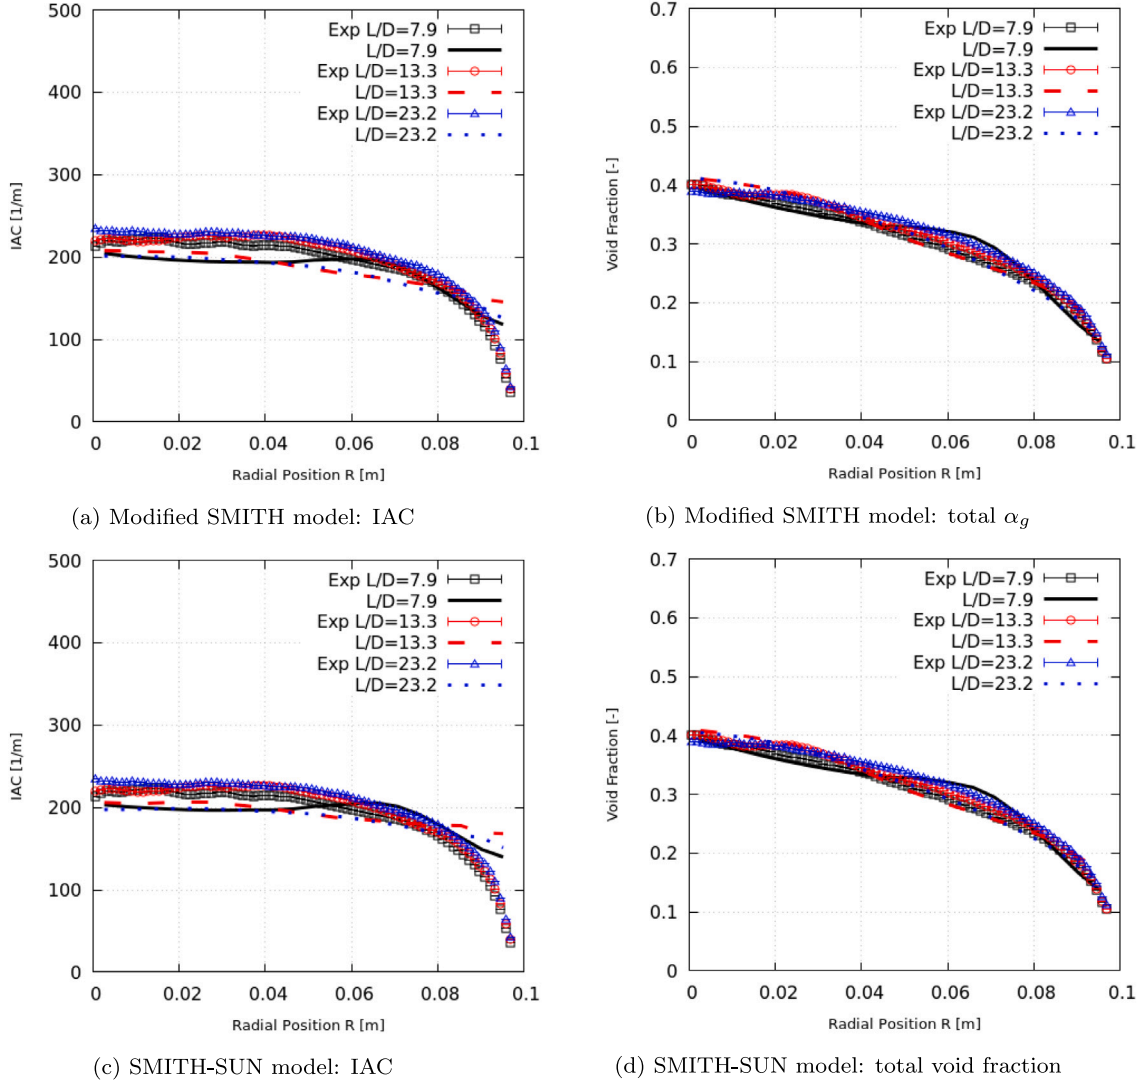 500
400
300
200
100
0
IAC [1/m]
Exp L/D=7.9
L/D=7.9
Exp L/D=13.3
L/D=13.3
Exp L/D=23.2
L/D=23.2
0 0.02 0.04 0.06 0.08 0.1
Radial Position R [m]
(a) Modified SMITH model: IAC
0.7
0.6
0.5
0.4
0.3
0.2
0.1
0
Void Fraction [-]
Exp L/D=7.9
L/D=7.9
Exp L/D=13.3
L/D=13.3
Exp L/D=23.2
L/D=23.2
0 0.02 0.04 0.06 0.08 0.1
Radial Position R [m]
(b) Modified SMITH model: total α_g
500
400
300
200
100
0
IAC [1/m]
Exp L/D=7.9
L/D=7.9
Exp L/D=13.3
L/D=13.3
Exp L/D=23.2
L/D=23.2
0 0.02 0.04 0.06 0.08 0.1
Radial Position R [m]
(c) SMITH-SUN model: IAC
0.7
0.6
0.5
0.4
0.3
0.2
0.1
0
Void Fraction [-]
Exp L/D=7.9
L/D=7.9
Exp L/D=13.3
L/D=13.3
Exp L/D=23.2
L/D=23.2
0 0.02 0.04 0.06 0.08 0.1
Radial Position R [m]
(d) SMITH-SUN model: total void fraction